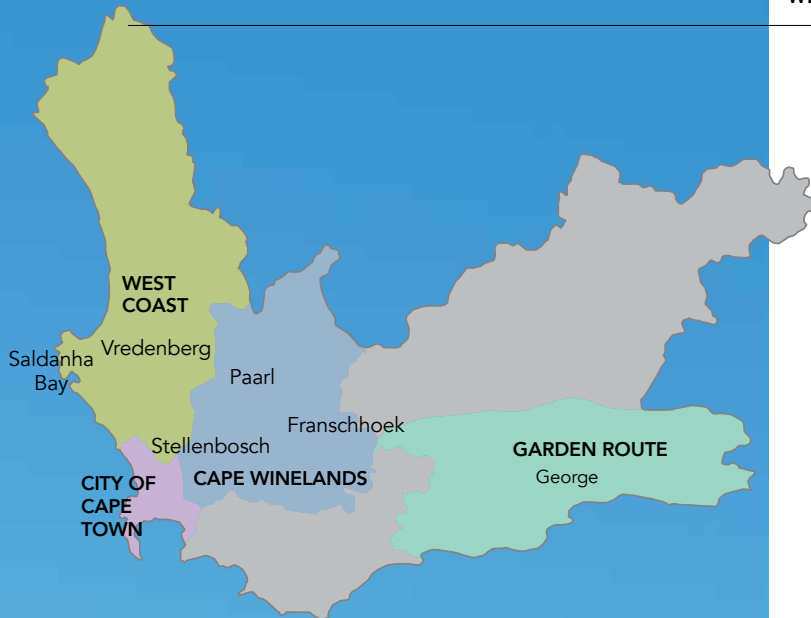 WEST
COAST
Vredenberg
Saldanha
Bay
Paarl
Franschhoek
Stellenbosch
CAPE WINELANDS
GARDEN ROUTE
George
CITY OF
CAPE
TOWN